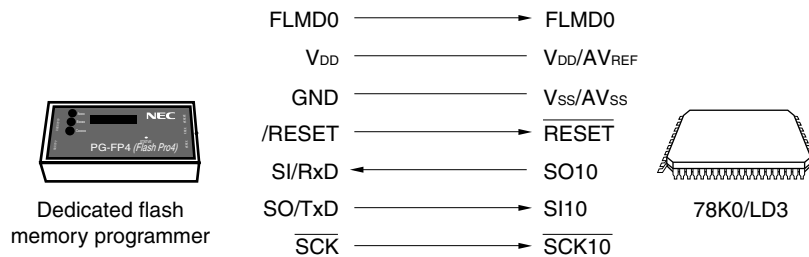 FLMD0 FLMD0
VDD VDD/AVREF
GND VSS/AVSS
/RESET RESET
SI/RxD SO10
SO/TxD SI10
SCK SCK10
NEC
PG-FP4 (Flash Pro4)
Dedicated flash
memory programmer
78K0/LD3